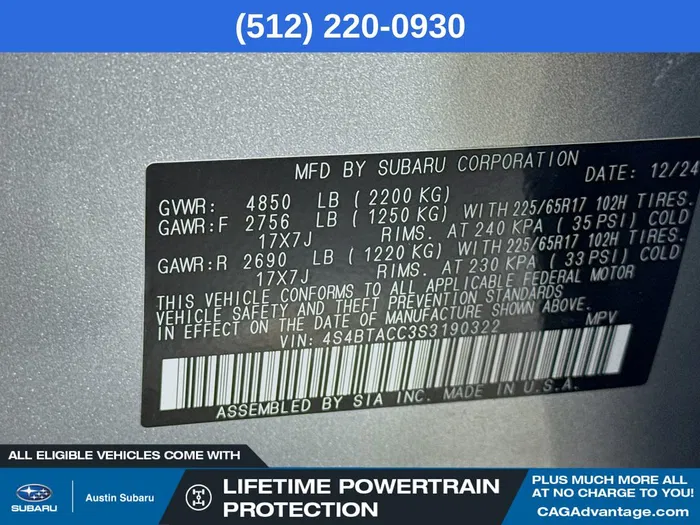 (512) 220-0930
MFD BY SUBARU CORPORATION DATE: 12/24
GVWR: 4850 LB ( 2200 KG)
GAWR:F 2756 LB ( 1250 KG) WITH 225/65R17 102H TIRES.
17X7J RIMS. AT 240 KPA ( 35 PSI) COLD
GAWR:R 2690 LB ( 1220 KG) WITH 225/65R17 102H TIRES.
17X7J RIMS. AT 230 KPA ( 33 PSI) COLD
THIS VEHICLE CONFORMS TO ALL APPLICABLE FEDERAL MOTOR
VEHICLE SAFETY AND THEFT PREVENTION STANDARDS
IN EFFECT ON THE DATE OF MANUFACTURE SHOWN ABOVE.
VIN: 4S4BTACC3S3190322 MPV
ASSEMBLED BY SIA INC. MADE IN U.S.A.
ALL ELIGIBLE VEHICLES COME WITH
SUBARU
Austin Subaru
LIFETIME POWERTRAIN
PROTECTION
PLUS MUCH MORE ALL
AT NO CHARGE TO YOU!
CAGAdvantage.com